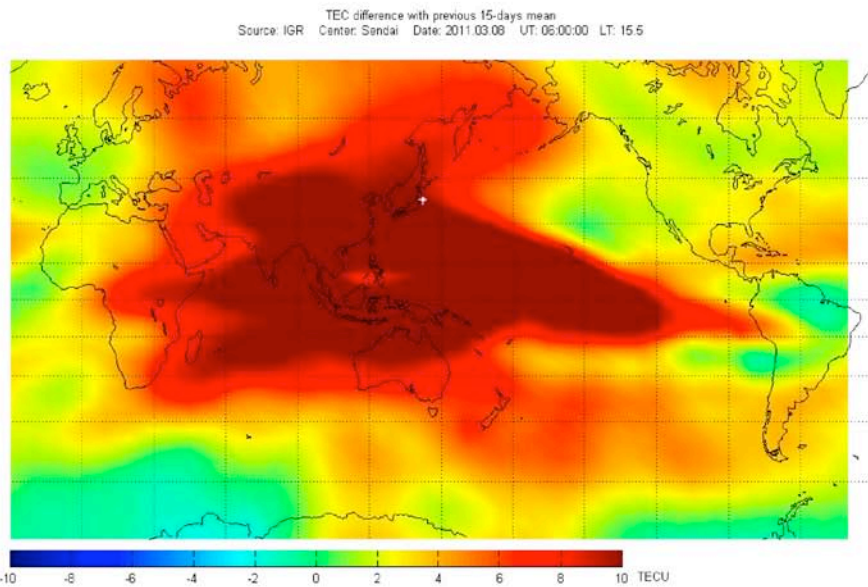 TEC difference with previous 15-days mean
Source: IGR Center: Sendai Date: 2011.03.08 UT: 06:00:00 LT: 15.5
-10 -8 -6 -4 -2 0 2 4 6 8 10 TECU